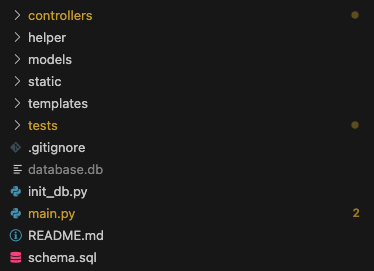 controllers
helper
models
static
templates
tests
.gitignore
database.db
init_db.py
main.py 2
README.md
schema.sql